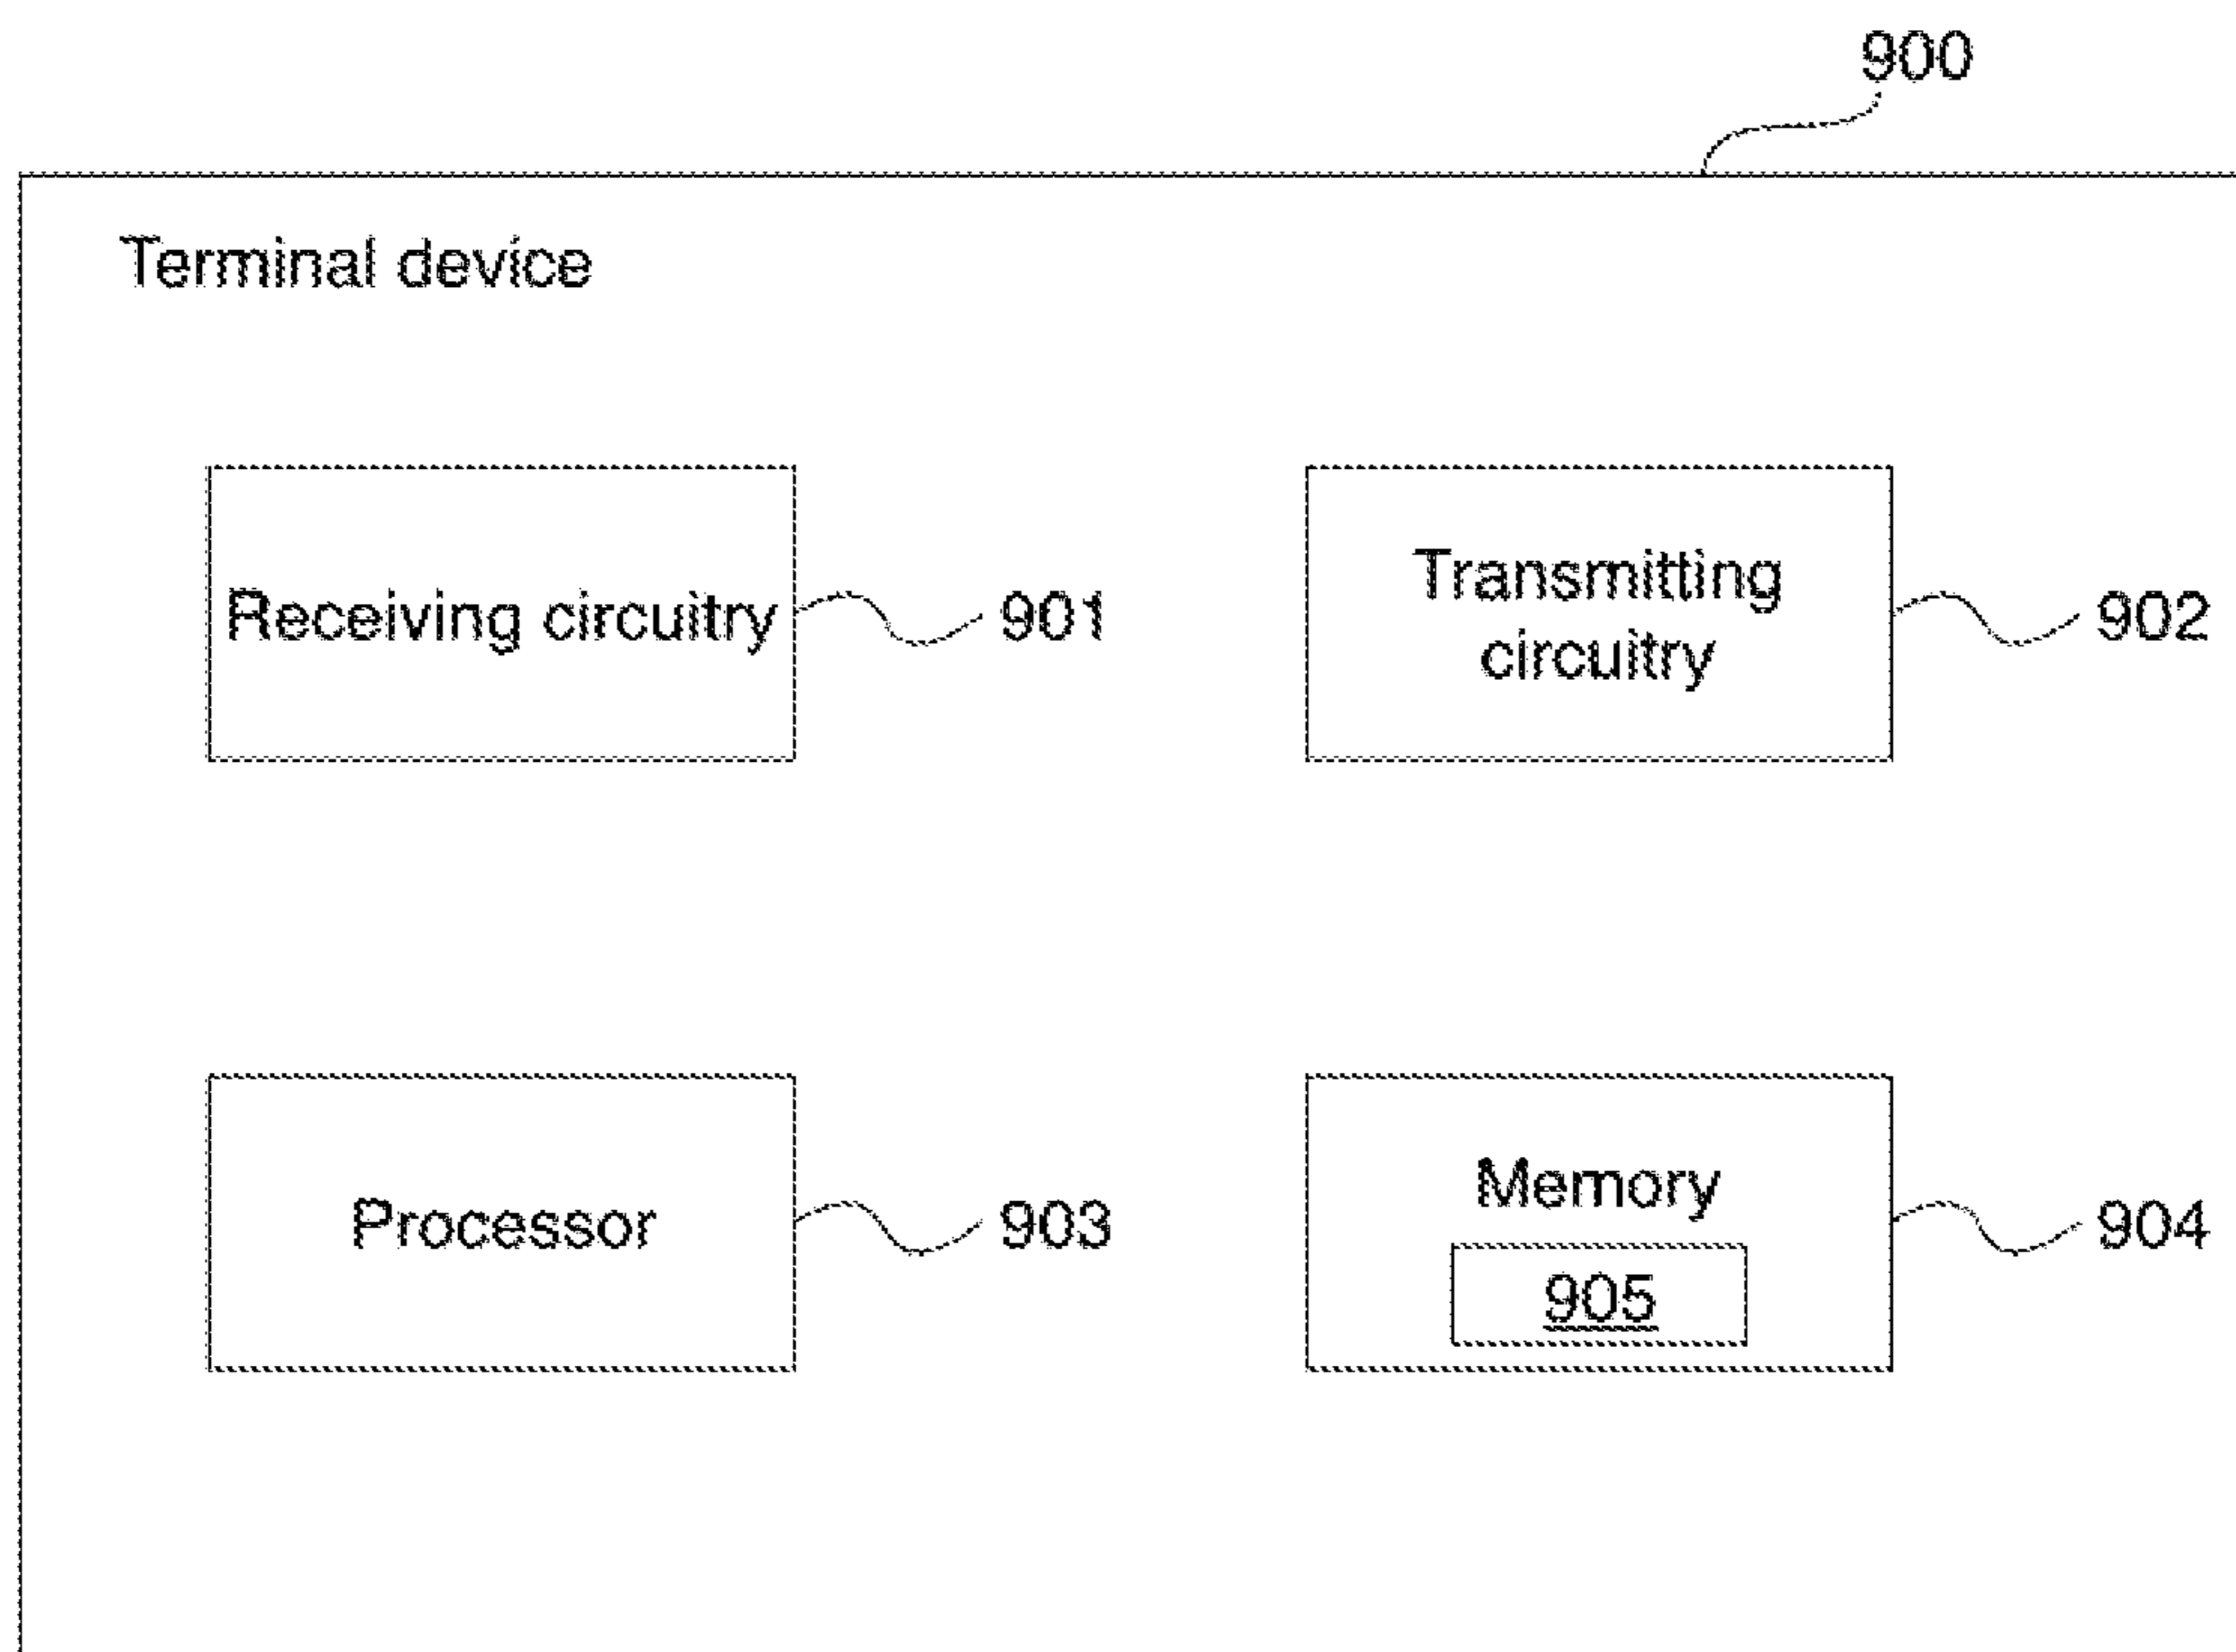 900
Terminal device
Receiving circuitry
901
Transmitting
circuitry
902
Processor
903
Memory
905
904